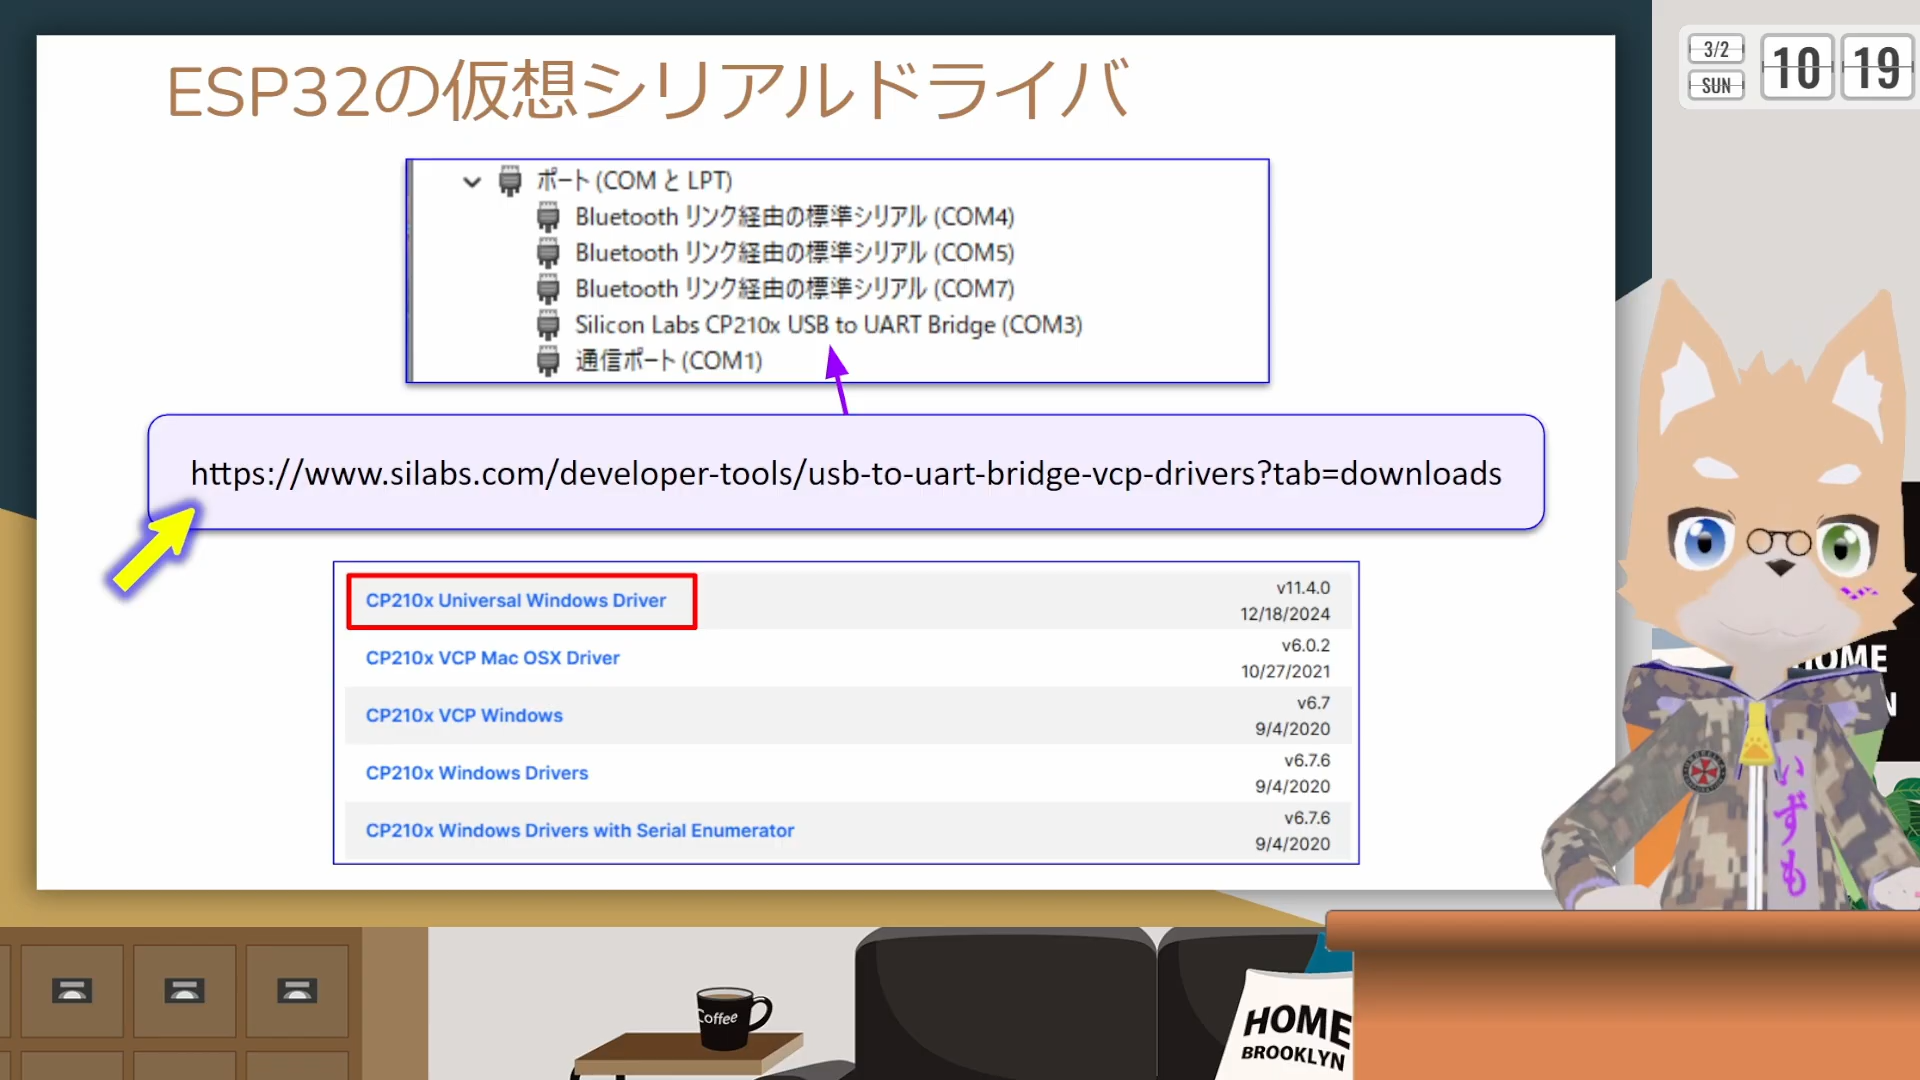 ESP32の仮想シリアルドライバ
3/2
SUN
10 19
ポート (COM と LPT)
Bluetooth リンク経由の標準シリアル (COM4)
Bluetooth リンク経由の標準シリアル (COM5)
Bluetooth リンク経由の標準シリアル (COM7)
Silicon Labs CP210x USB to UART Bridge (COM3)
通信ポート (COM1)
https://www.silabs.com/developer-tools/usb-to-uart-bridge-vcp-drivers?tab=downloads
CP210x Universal Windows Driver
v11.4.0
12/18/2024
CP210x VCP Mac OSX Driver
v6.0.2
10/27/2021
CP210x VCP Windows
v6.7
9/4/2020
CP210x Windows Drivers
v6.7.6
9/4/2020
CP210x Windows Drivers with Serial Enumerator
v6.7.6
9/4/2020
HOME
N
いずも
Coffee
HOME
BROOKLYN